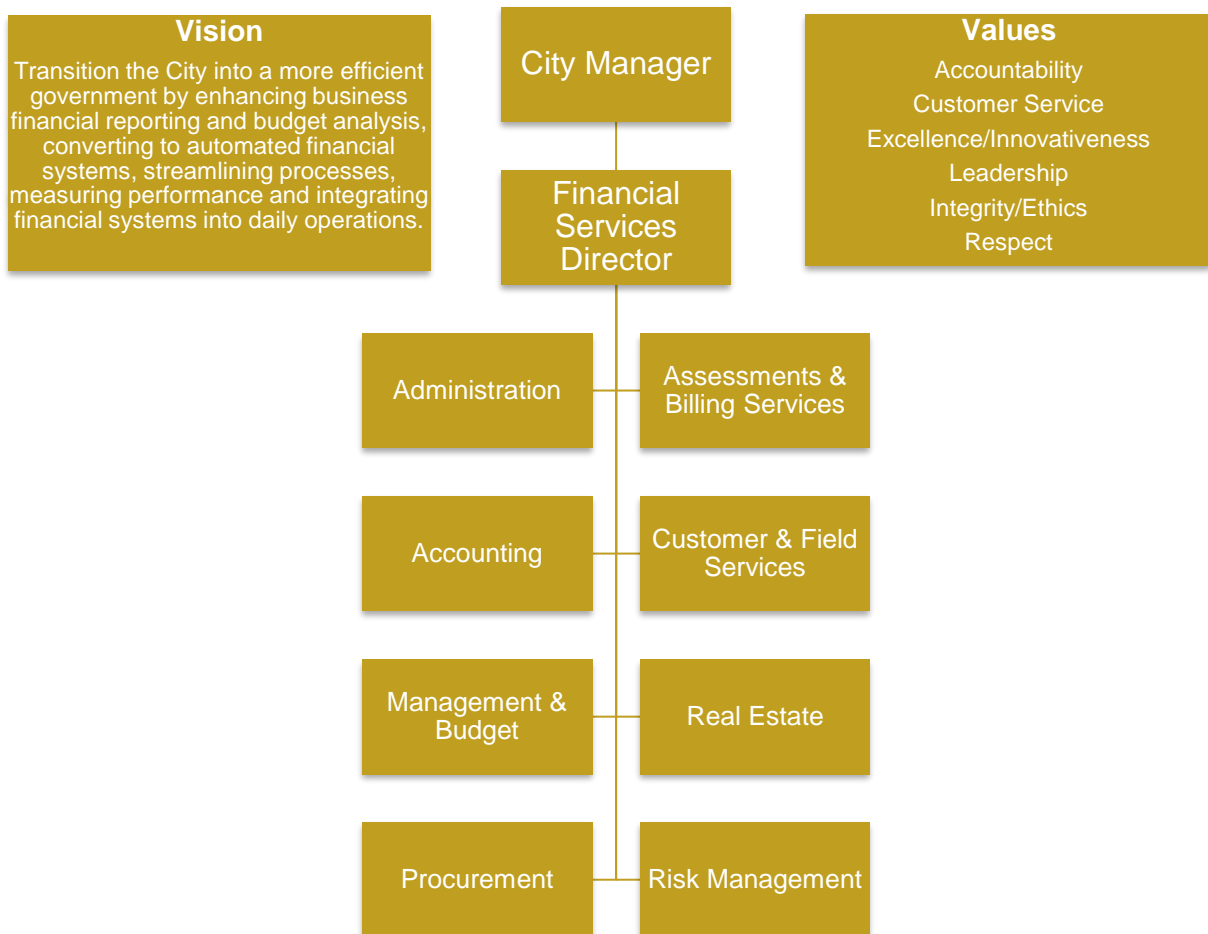 Vision
Transition the City into a more efficient
government by enhancing business
financial reporting and budget analysis,
converting to automated financial
systems, streamlining processes,
measuring performance and integrating
financial systems into daily operations.
City Manager
Values
Accountability
Customer Service
Excellence/Innovativeness
Leadership
Integrity/Ethics
Respect
Financial
Services
Director
Administration
Assessments &
Billing Services
Accounting
Customer & Field
Services
Management &
Budget
Real Estate
Procurement
Risk Management